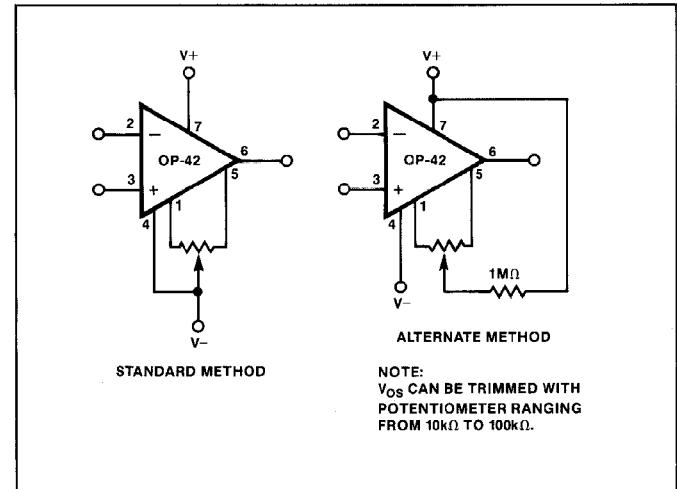 V+
7
2
−
OP-42
6
5
3
+
1
4
V−
STANDARD METHOD
V+
7
2
−
OP-42
6
5
3
+
1
4
1MΩ
V−
ALTERNATE METHOD
NOTE:
VOS CAN BE TRIMMED WITH
POTENTIOMETER RANGING
FROM 10kΩ TO 100kΩ.